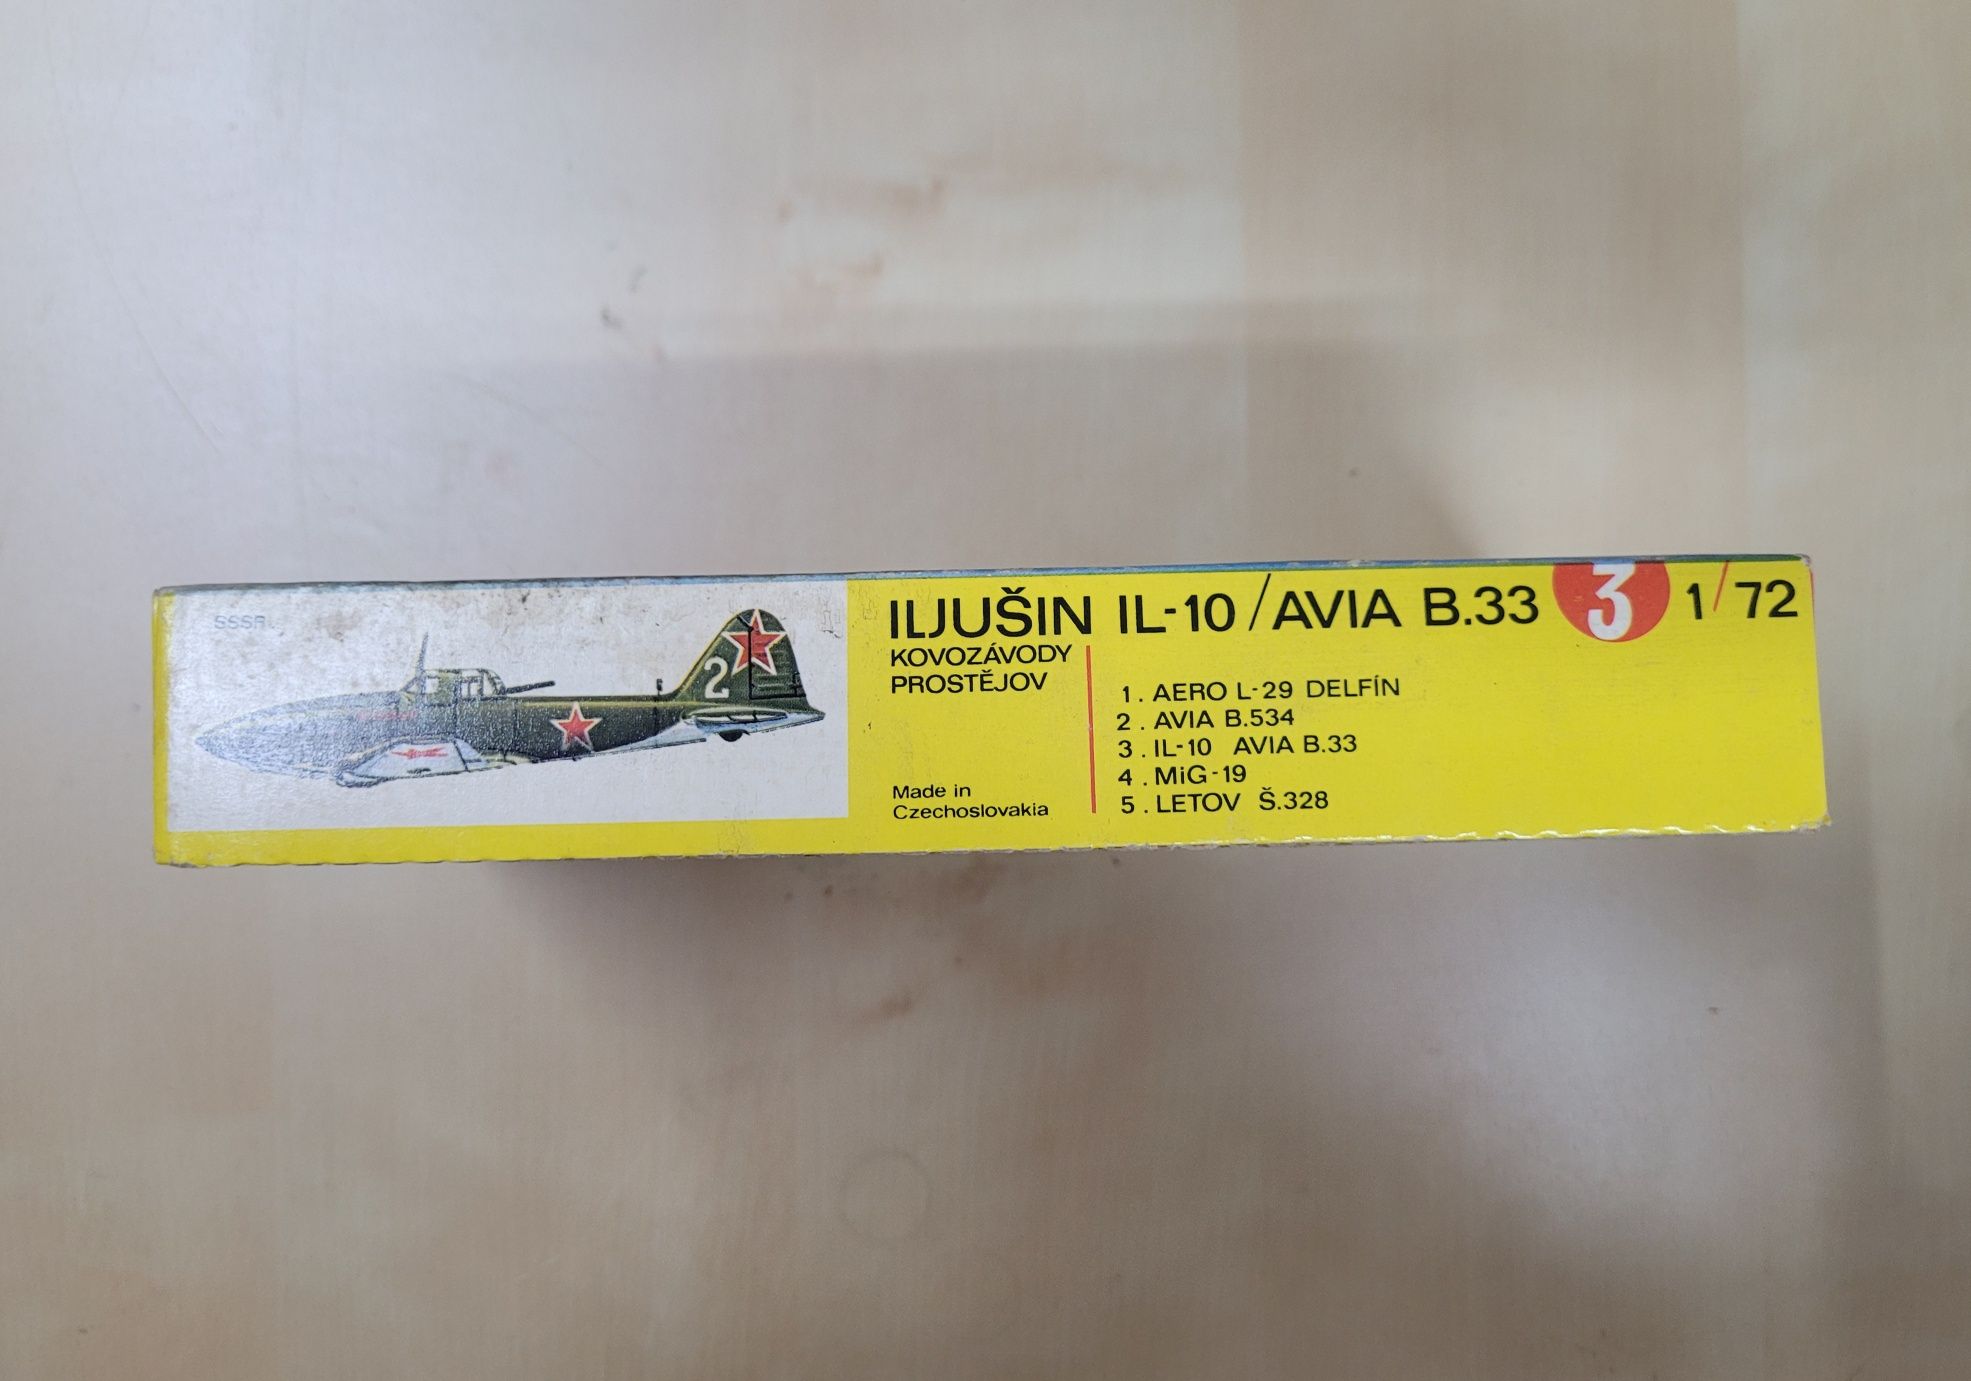 SSSR
2
ILJUŠIN IL-10 / AVIA B.33 3 1/72
KOVOZÁVODY
PROSTĚJOV
1. AERO L-29 DELFÍN
2. AVIA B.534
3. IL-10 AVIA B.33
4. MiG-19
5. LETOV Š.328
Made in
Czechoslovakia